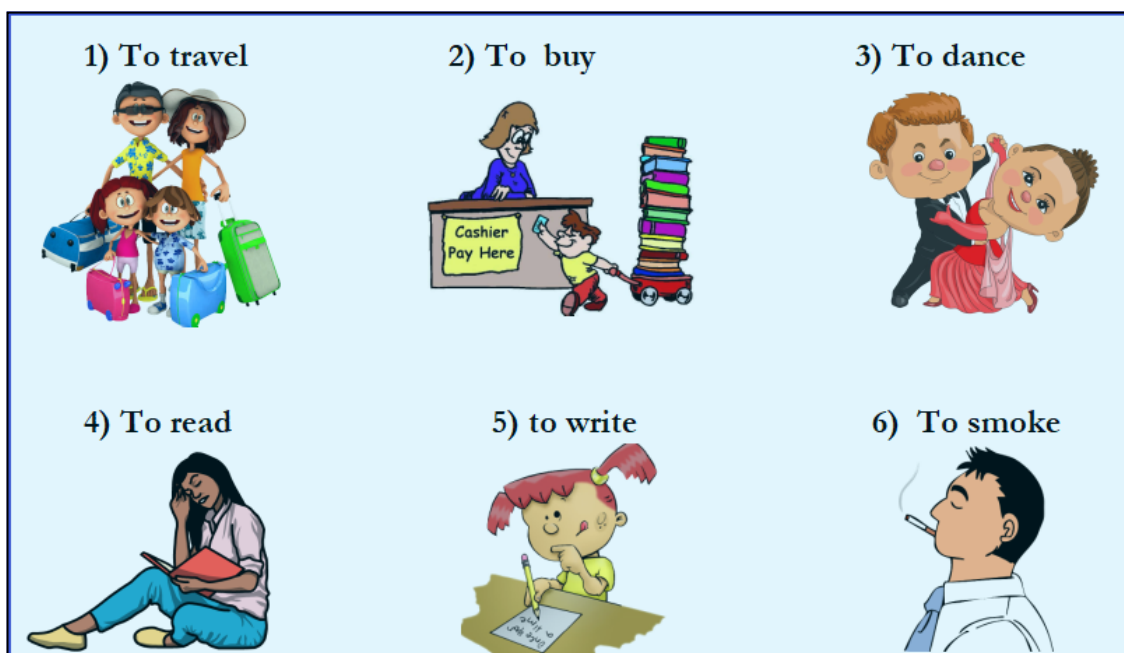 1) To travel
2) To buy
3) To dance
Cashier
Pay Here
4) To read
5) to write
6) To smoke